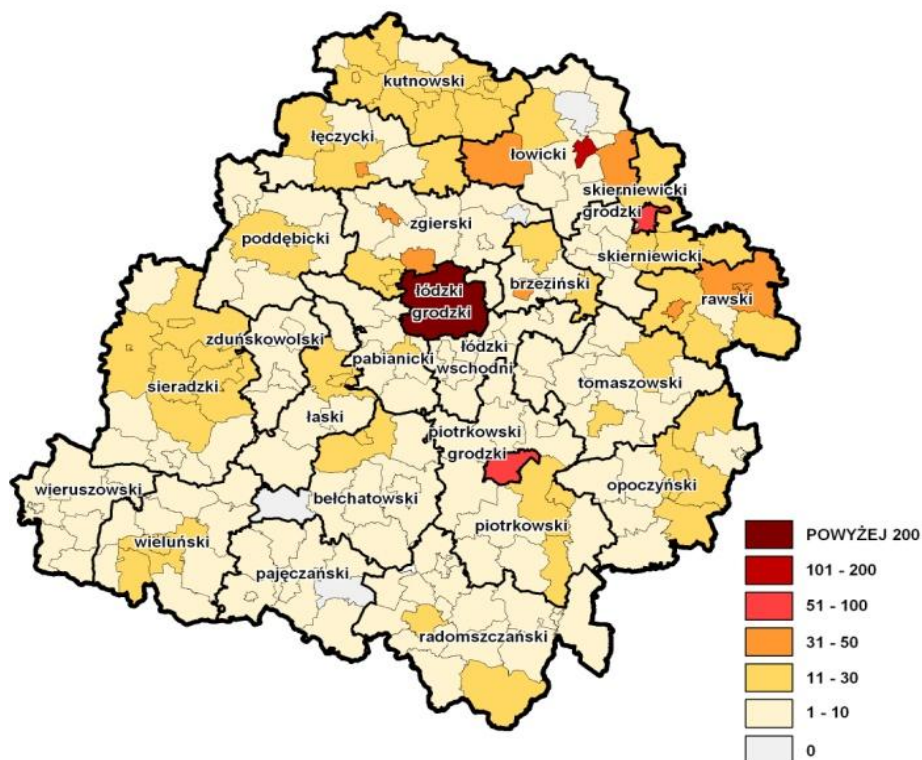 kutnowski
łęczycki
łowicki
skierniewicki
grodzki
zgierski
poddębicki
skierniewicki
brzeziński
rawski
łódzki
grodzki
zduńskowolski
pabianicki
łódzki
wschodni
sieradzki
tomaszowski
łaski
piotrkowski
grodzki
wieruszowski
bełchatowski
opoczyński
wieluński
piotrkowski
pajęczański
radomszczański
POWYŻEJ 200
101 - 200
51 - 100
31 - 50
11 - 30
1 - 10
0